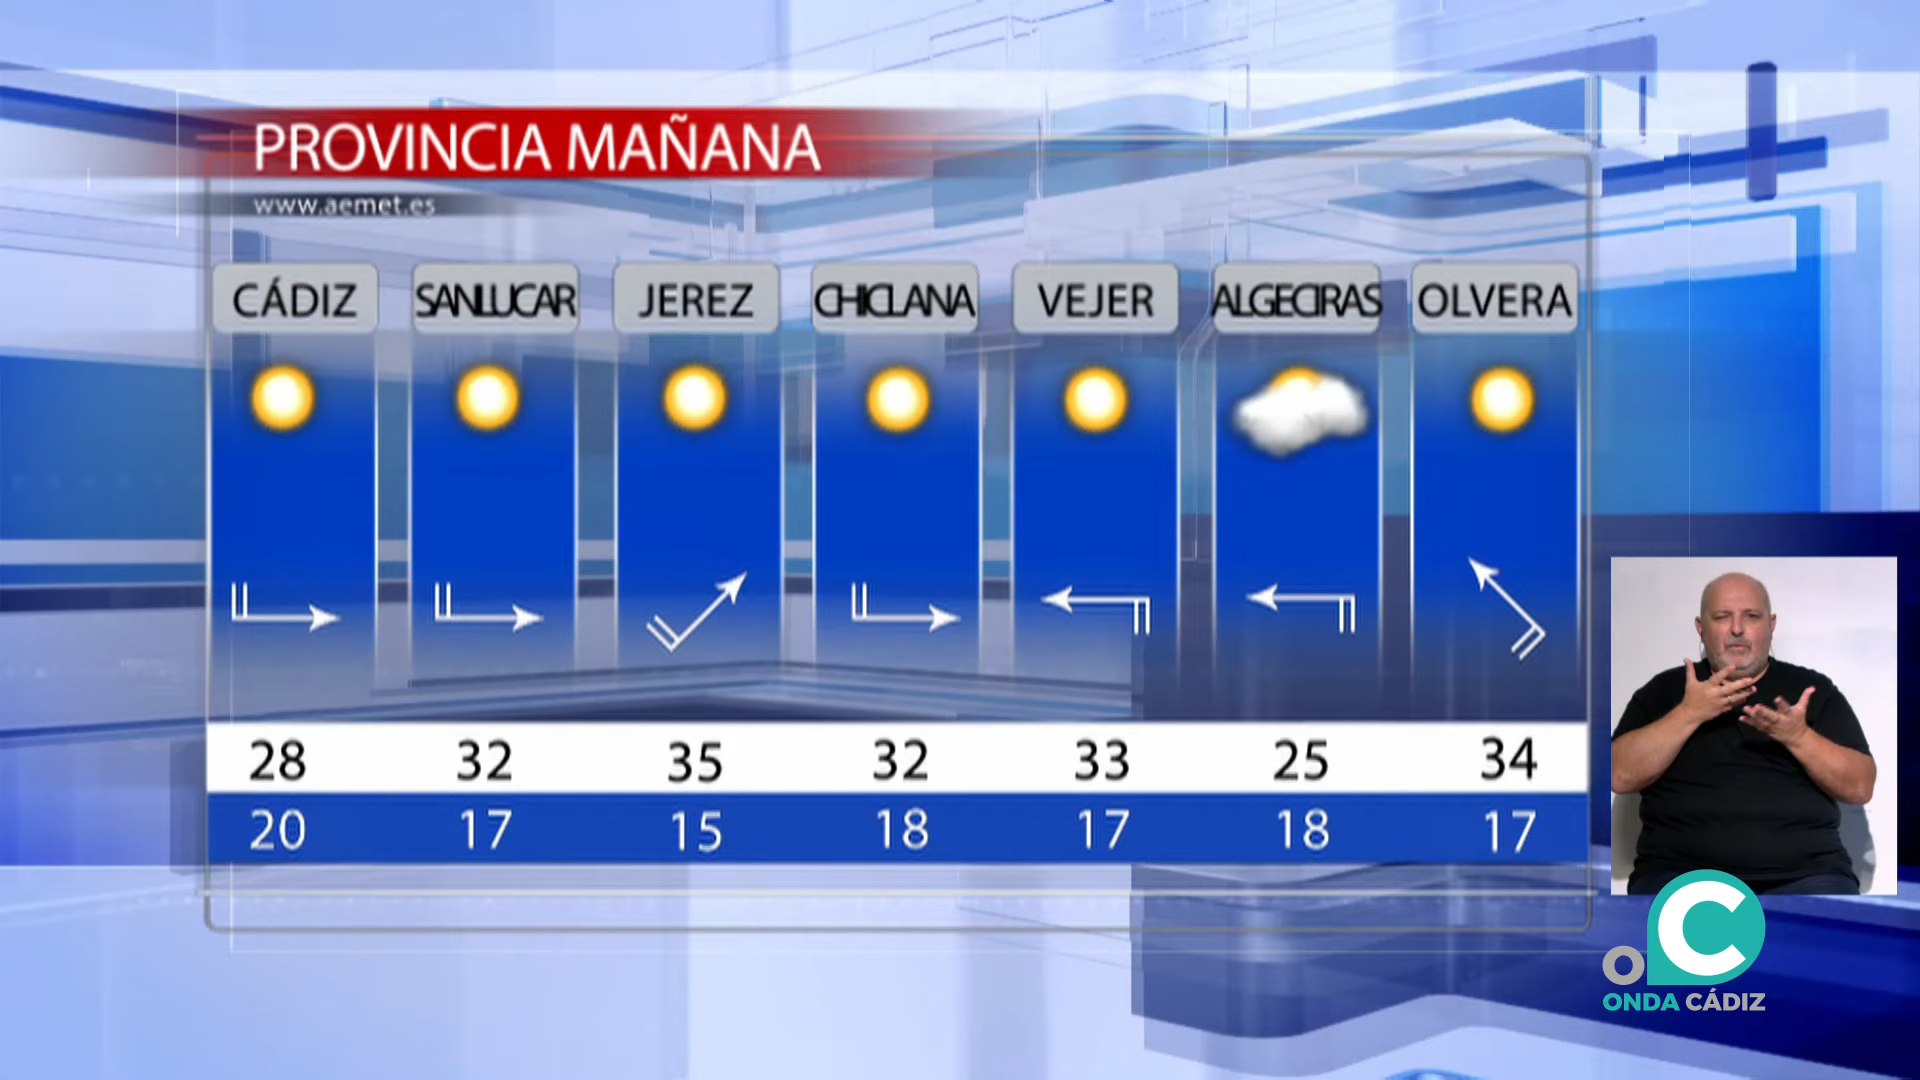 PROVINCIA MAÑANA
www.aemet.es
CÁDIZ SANLUCAR JEREZ CHICLANA VEJER ALGECIRAS OLVERA
28 32 35 32 33 25 34
20 17 15 18 17 18 17
O C
ONDA CÁDIZ